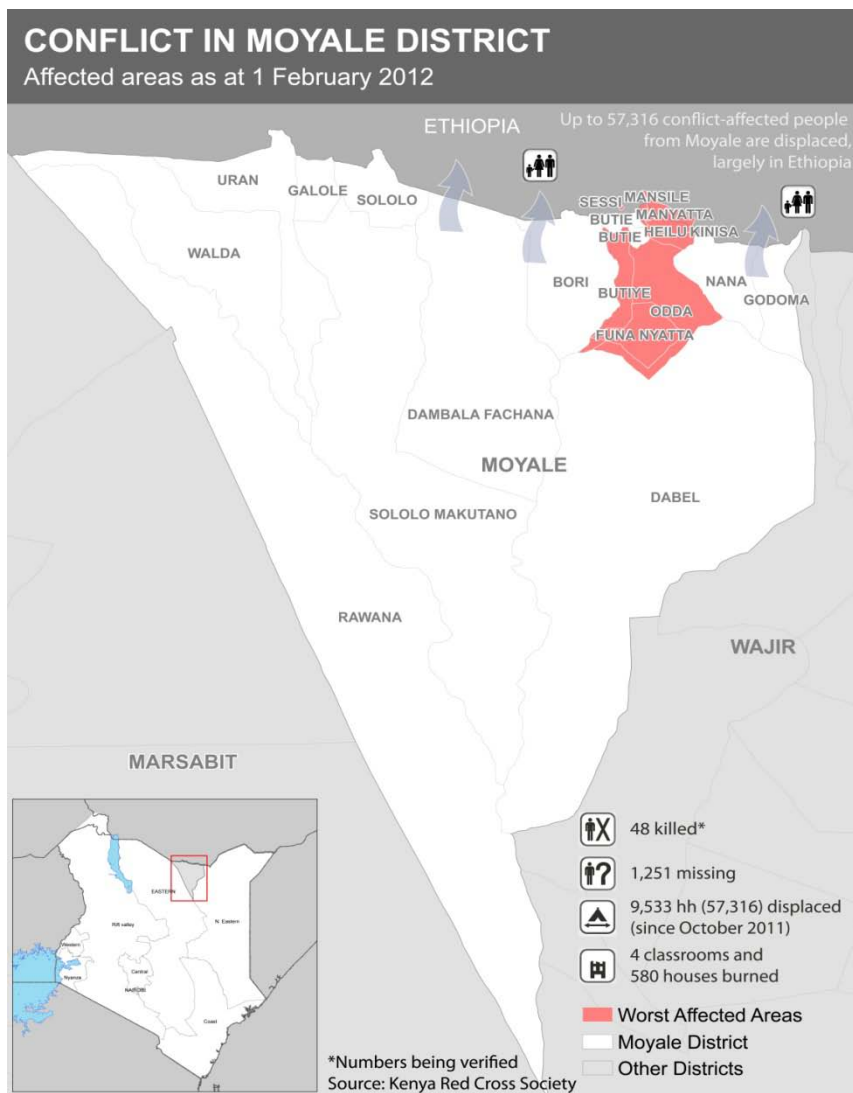 CONFLICT IN MOYALE DISTRICT
Affected areas as at 1 February 2012
ETHIOPIA
Up to 57,316 conflict-affected people
from Moyale are displaced,
largely in Ethiopia
URAN
GALOLE
SOLOLO
WALDA
SESSI
MANSILE
BUTIE
MANYATTA
BUTIE
HEILU
KINISA
BORI
BUTIYE
NANA
GODOMA
ODDA
FUNA NYATTA
DAMBALA FACHANA
MOYALE
DABEL
SOLOLO MAKUTANO
RAWANA
WAJIR
MARSABIT
48 killed*
1,251 missing
9,533 hh (57,316) displaced
(since October 2011)
4 classrooms and
580 houses burned
Worst Affected Areas
Moyale District
Other Districts
EASTERN
Rift valley
N. Eastern
Western
Nyanza
Central
NAIROBI
Coast
*Numbers being verified
Source: Kenya Red Cross Society